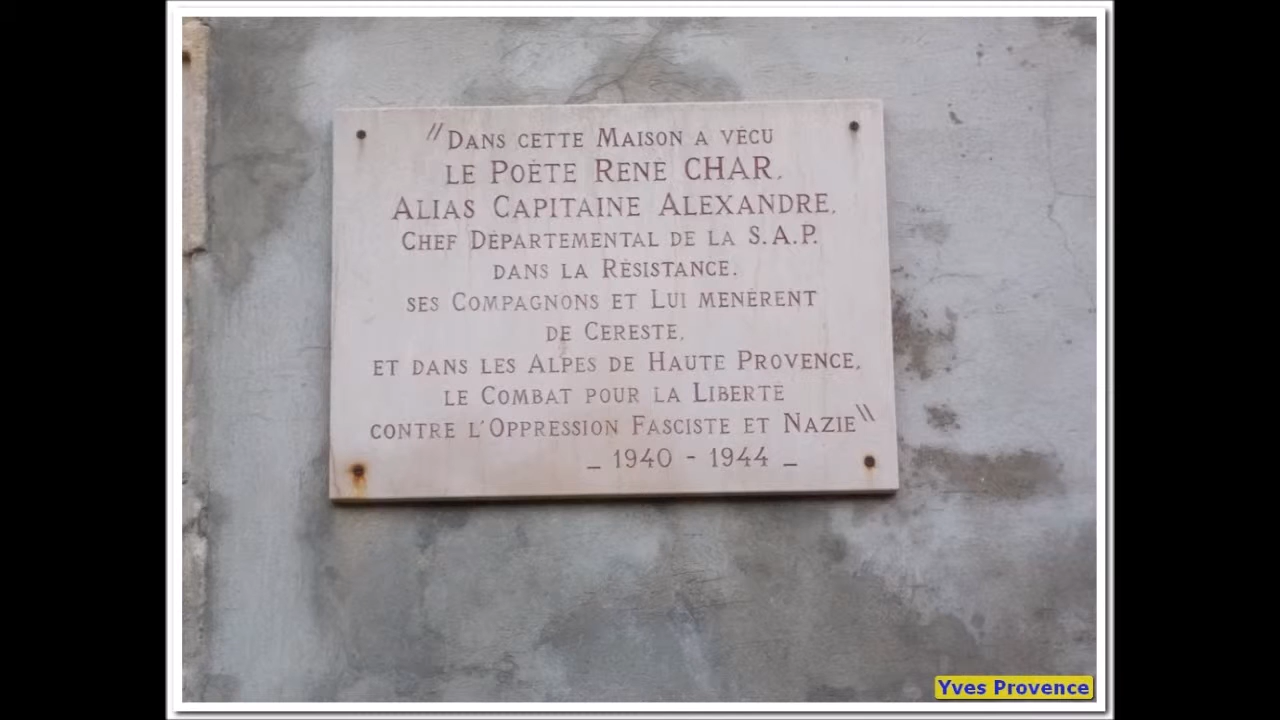 "Dans cette Maison a vécu
le Poète René CHAR,
Alias Capitaine Alexandre,
Chef Départemental de la S.A.P.
dans la Résistance.
ses Compagnons et Lui menèrent
de Cereste,
et dans les Alpes de Haute Provence,
le Combat pour la Liberté
contre l'Oppression Fasciste et Nazie"
_ 1940 - 1944 _
Yves Provence